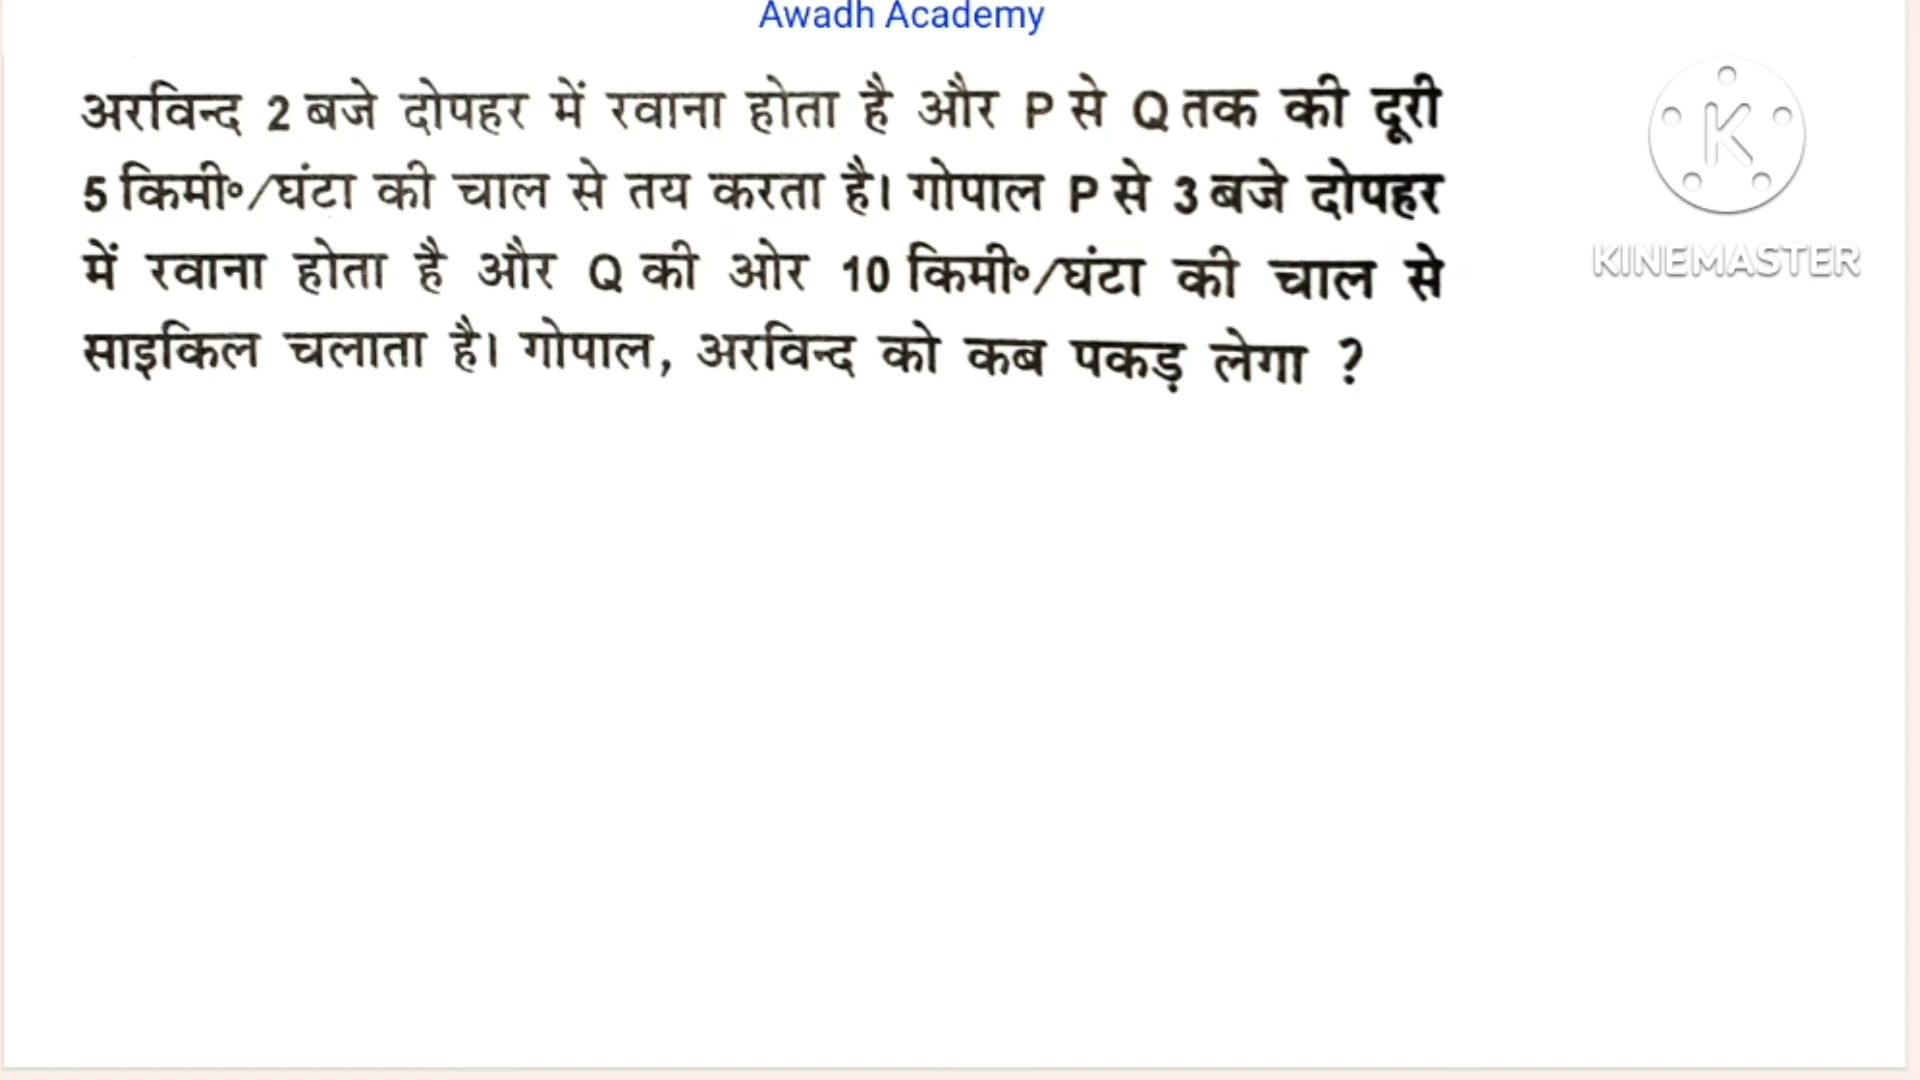 Awadh Academy
अरविन्द 2 बजे दोपहर में रवाना होता है और P से Q तक की दूरी
5 किमी०/घंटा की चाल से तय करता है। गोपाल P से 3 बजे दोपहर
में रवाना होता है और Q की ओर 10 किमी०/घंटा की चाल से
साइकिल चलाता है। गोपाल, अरविन्द को कब पकड़ लेगा ?
K
KINEMASTER